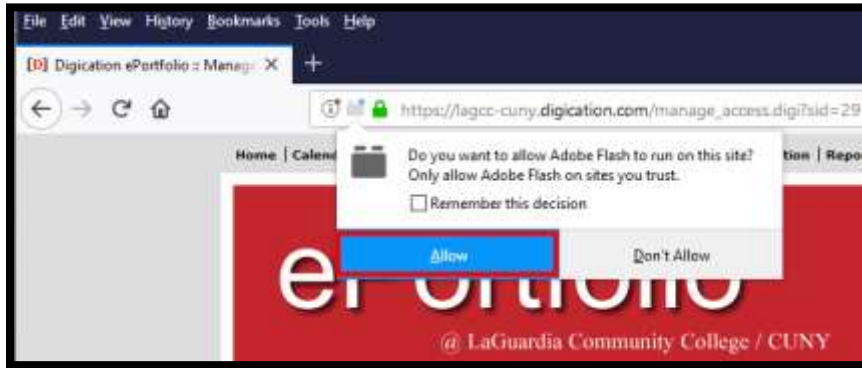 File Edit View History Bookmarks Tools Help
[D] Digication ePortfolio :: Manag
https://lagcc-cuny.digication.com/manage_access.digi?sid=29
Home | Calend
tion | Repo
Do you want to allow Adobe Flash to run on this site?
Only allow Adobe Flash on sites you trust.
Remember this decision
Allow Don't Allow
ePortfolio
@ LaGuardia Community College / CUNY